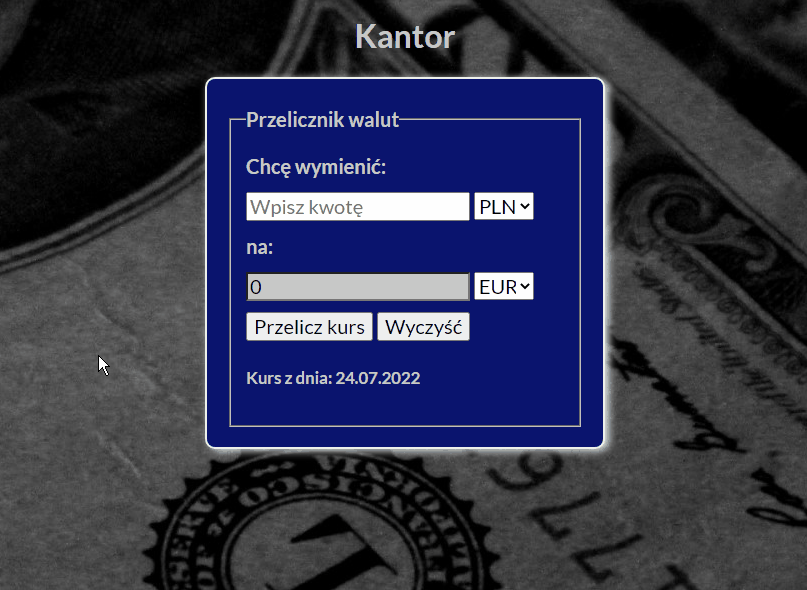 Kantor
Przelicznik walut
Chcę wymienić:
Wpisz kwotę PLN
na:
0 EUR
Przelicz kurs Wyczyść
Kurs z dnia: 24.07.2022
776